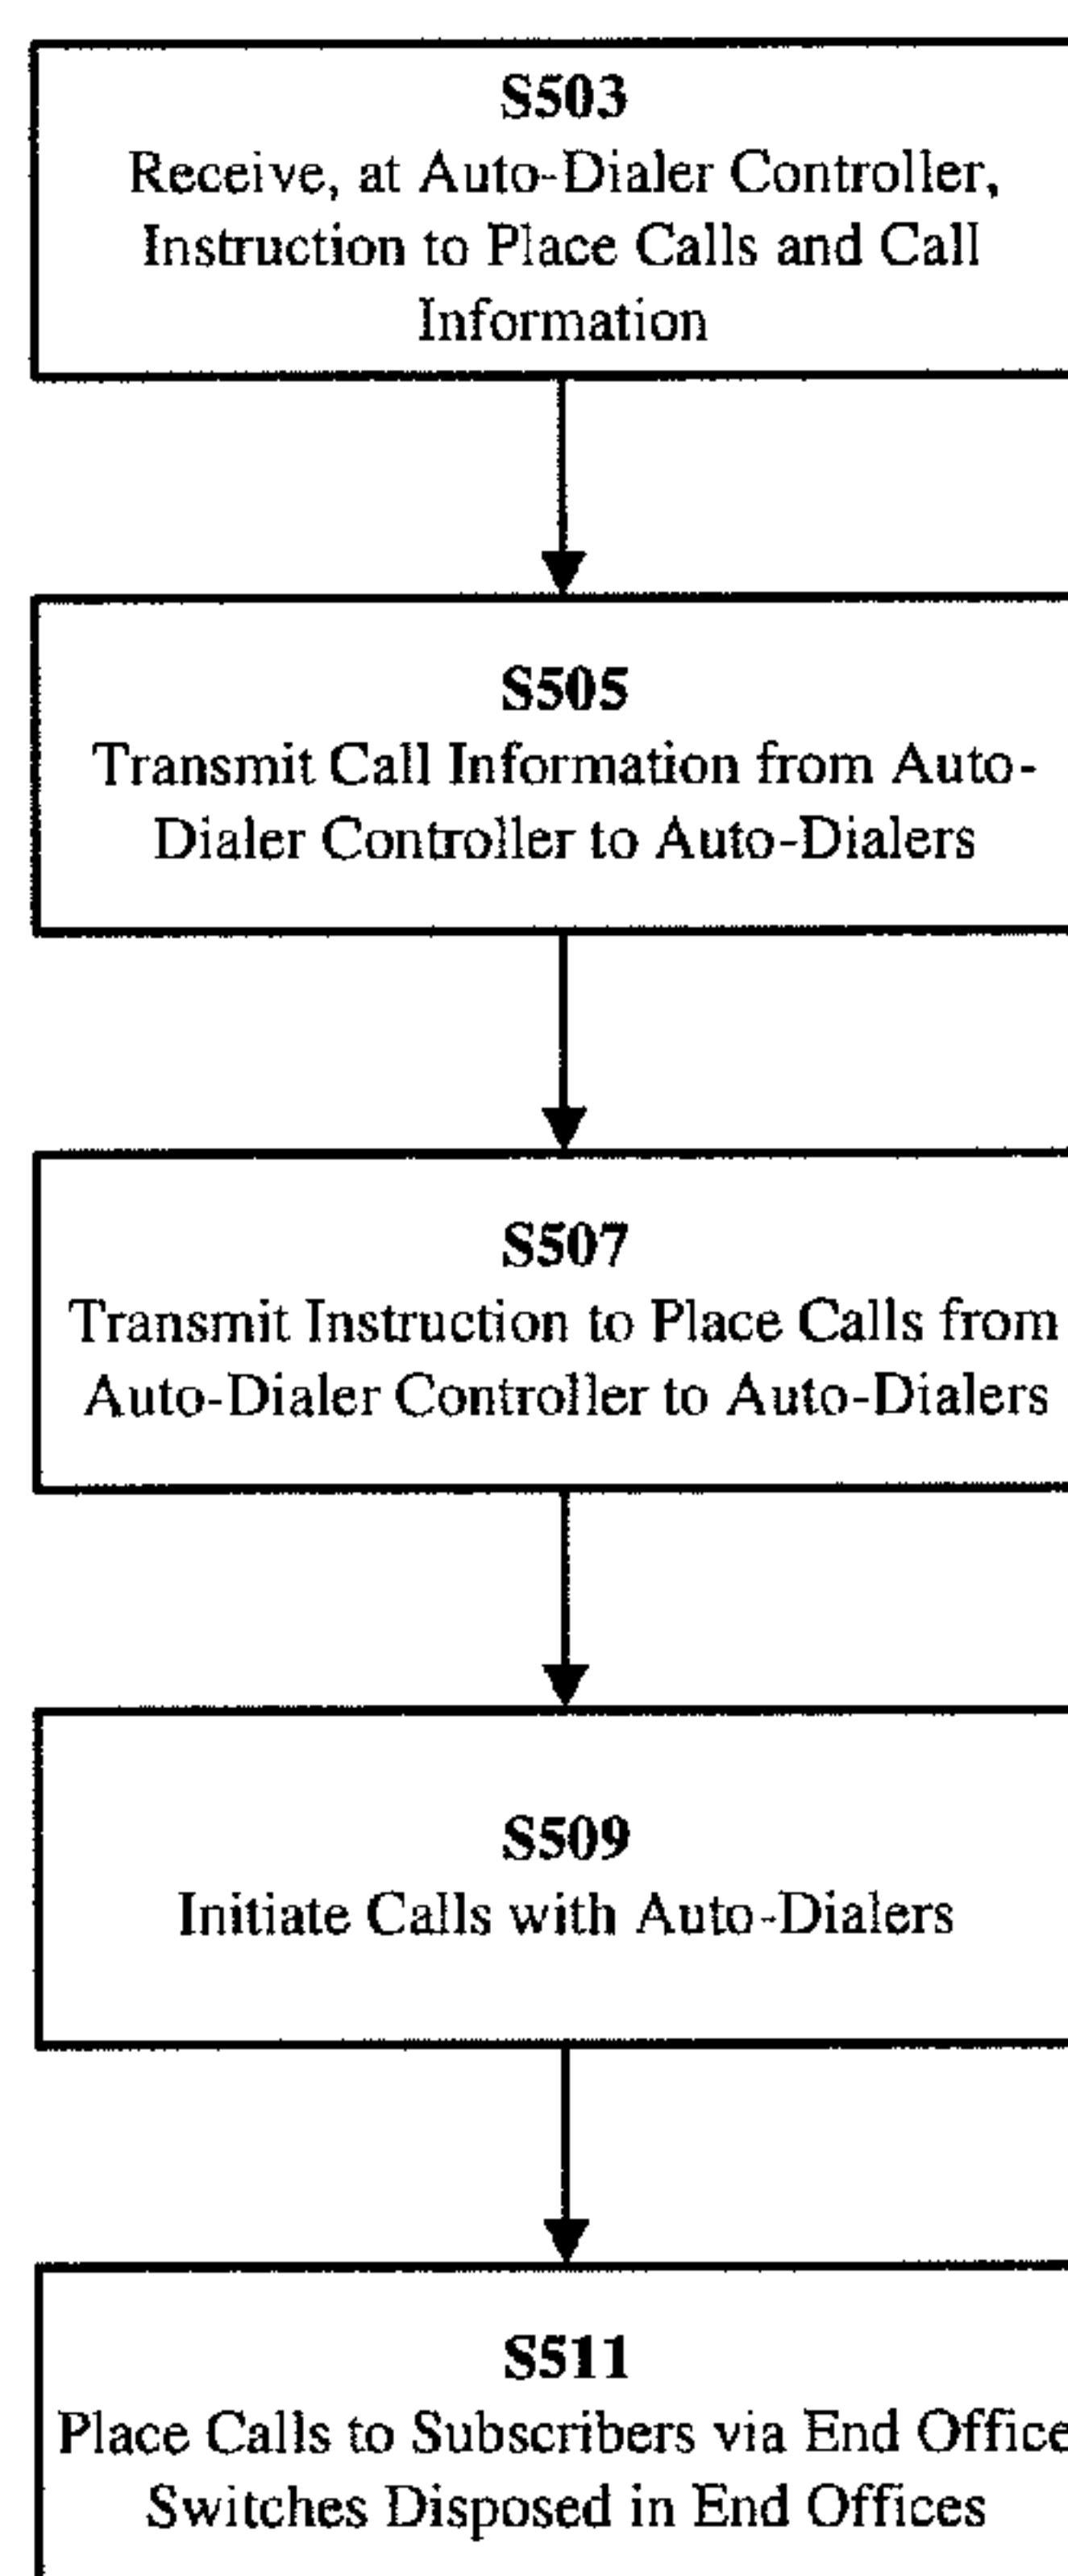 S503
Receive, at Auto-Dialer Controller,
Instruction to Place Calls and Call
Information
S505
Transmit Call Information from Auto-
Dialer Controller to Auto-Dialers
S507
Transmit Instruction to Place Calls from
Auto-Dialer Controller to Auto-Dialers
S509
Initiate Calls with Auto-Dialers
S511
Place Calls to Subscribers via End Office
Switches Disposed in End Offices